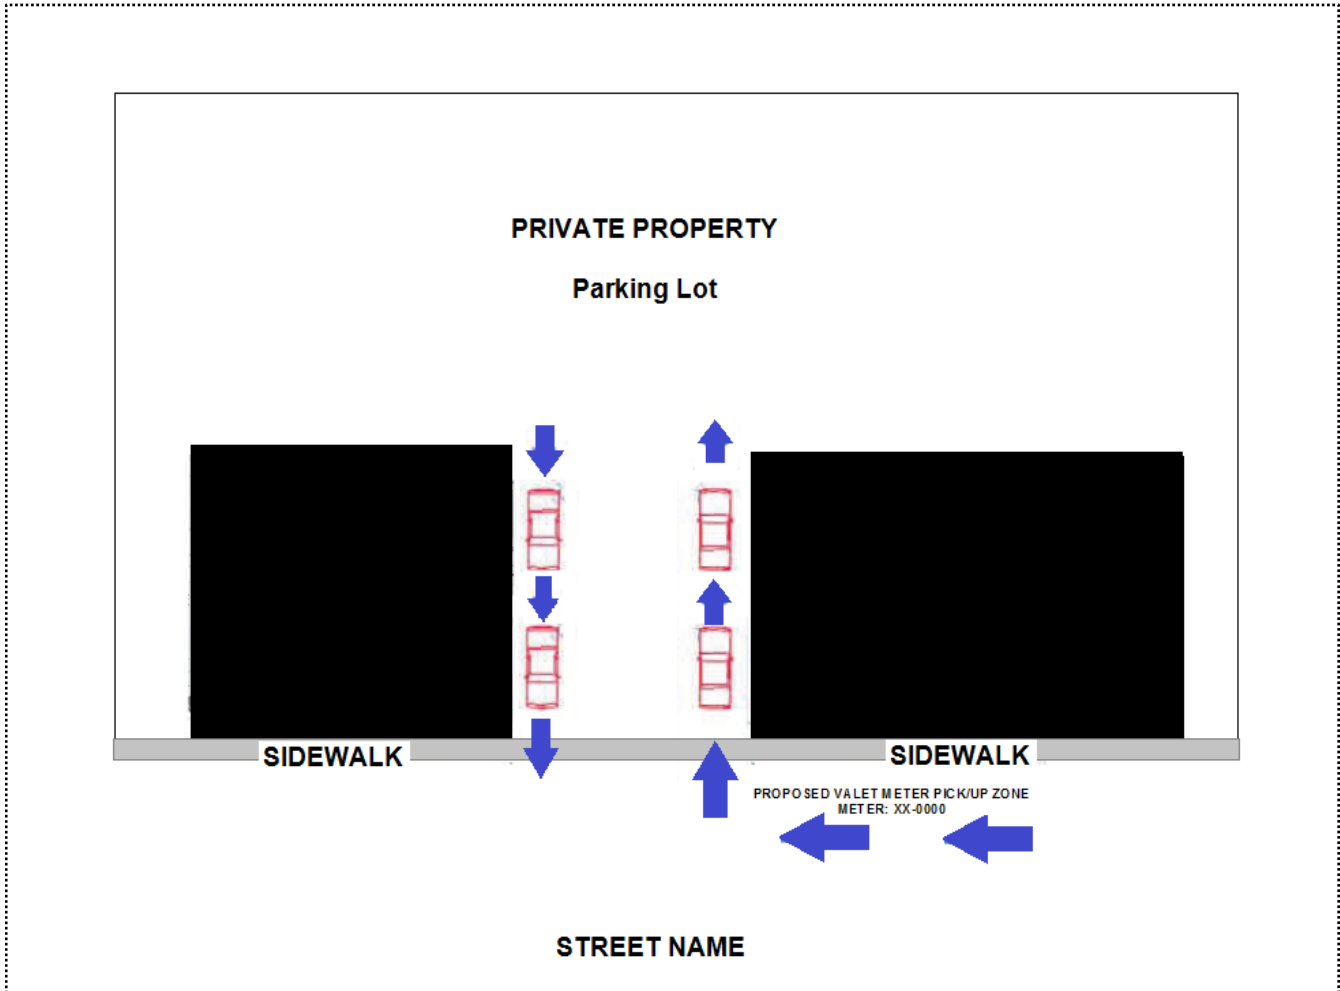 PRIVATE PROPERTY
Parking Lot
SIDEWALK
SIDEWALK
PROPOSED VALET METER PICK/UP ZONE
METER: XX-0000
STREET NAME